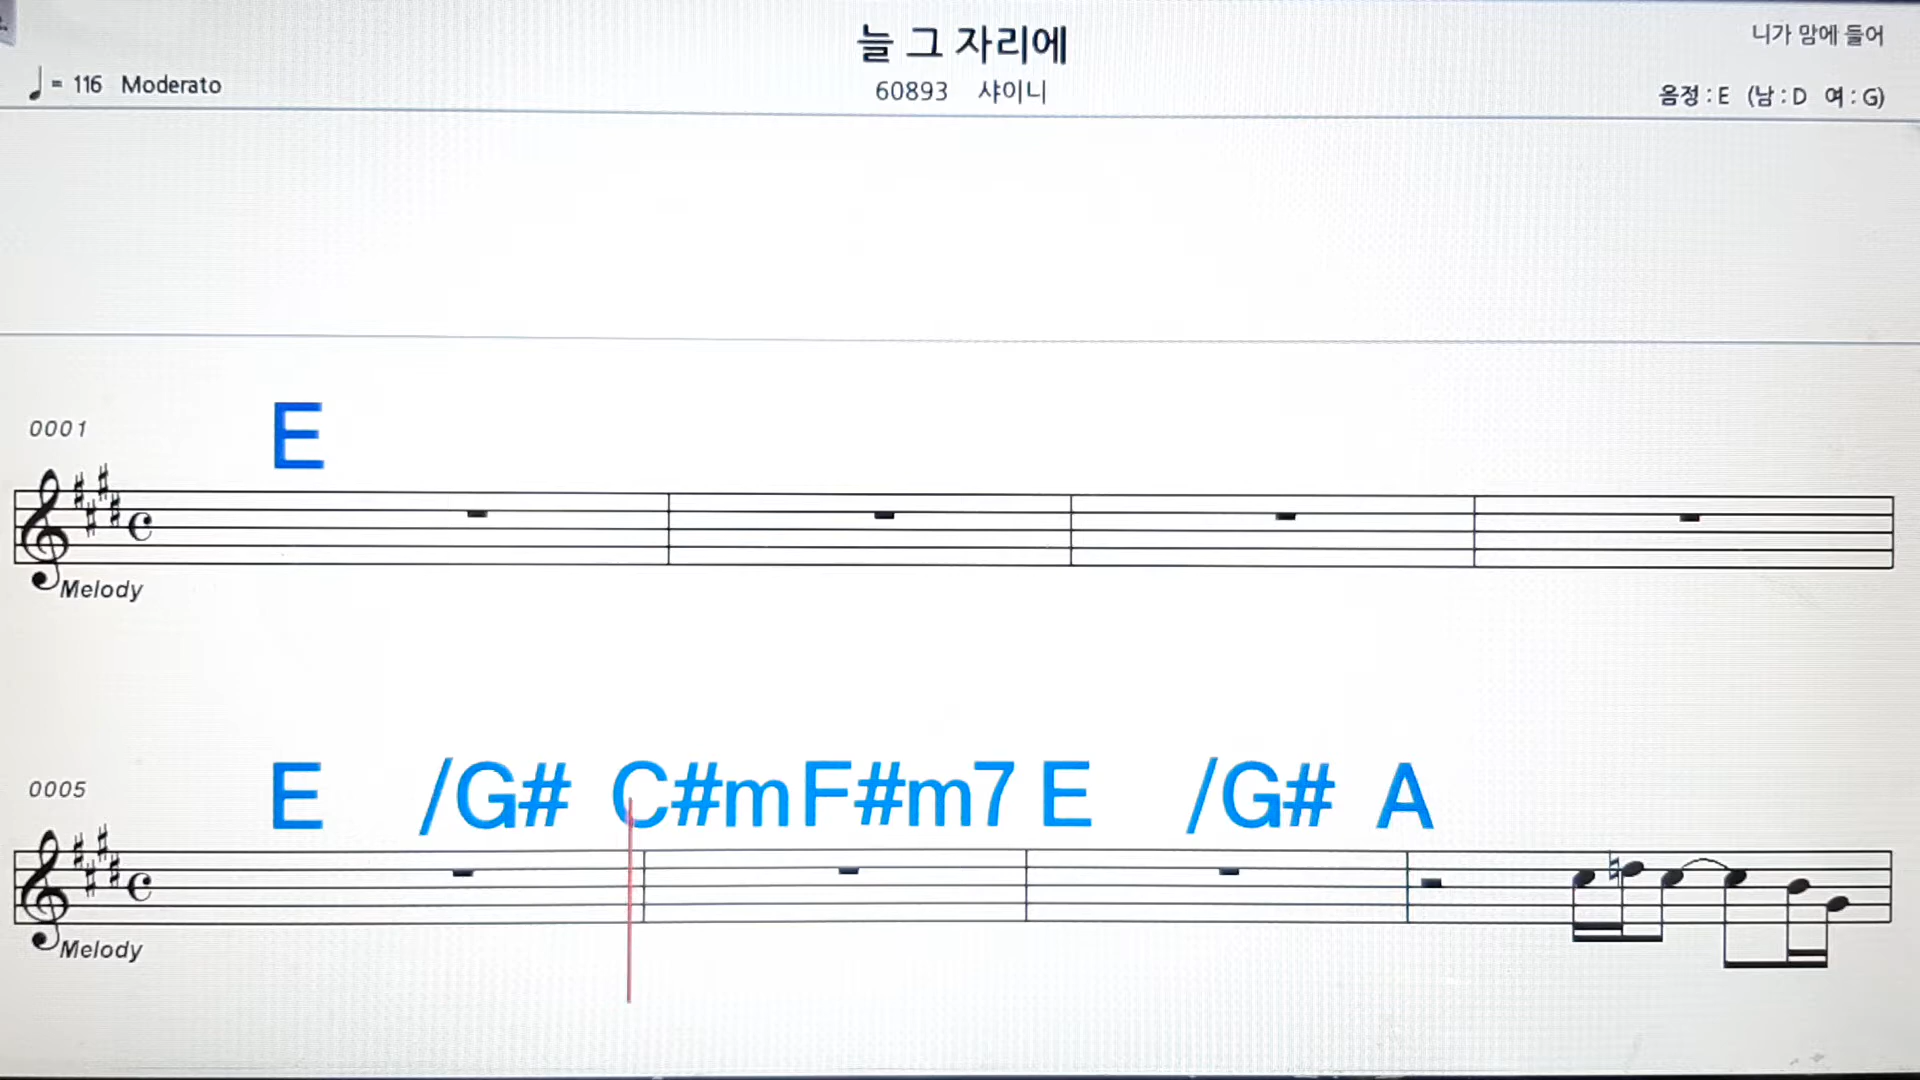 늘 그 자리에
니가 맘에 들어
♩= 116 Moderato
60893 샤이니
음정 : E (남 : D 여 : G)
0001
E
Melody
0005
E /G# C#m F#m7 E /G# A
Melody